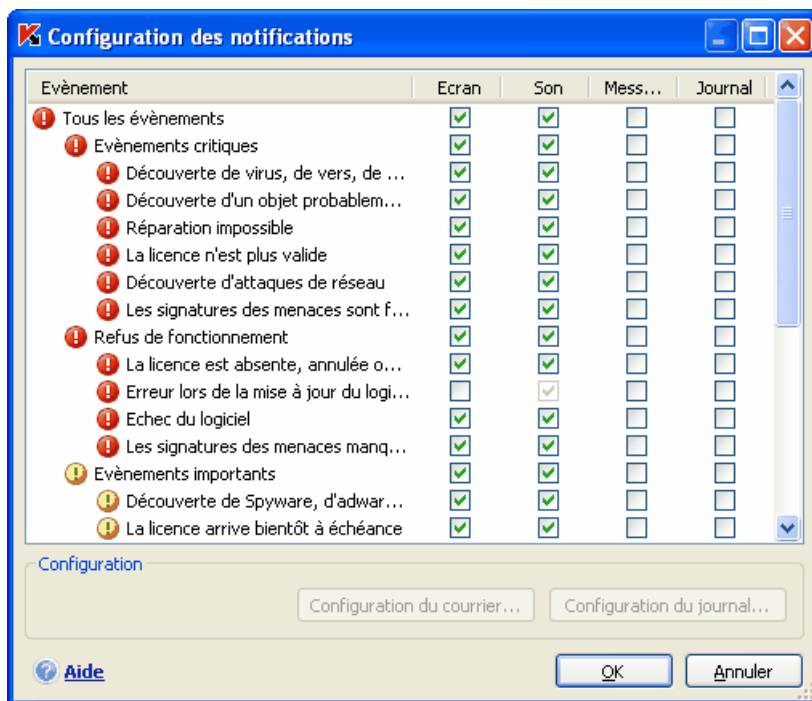 Configuration des notifications
Evènement Ecran Son Mess... Journal
Tous les évènements
Evènements critiques
Découverte de virus, de vers, de ...
Découverte d'un objet probablem...
Réparation impossible
La licence n'est plus valide
Découverte d'attaques de réseau
Les signatures des menaces sont f...
Refus de fonctionnement
La licence est absente, annulée o...
Erreur lors de la mise à jour du logi...
Echec du logiciel
Les signatures des menaces manq...
Evènements importants
Découverte de Spyware, d'adwar...
La licence arrive bientôt à échéance
Configuration
Configuration du courrier... Configuration du journal...
Aide OK Annuler